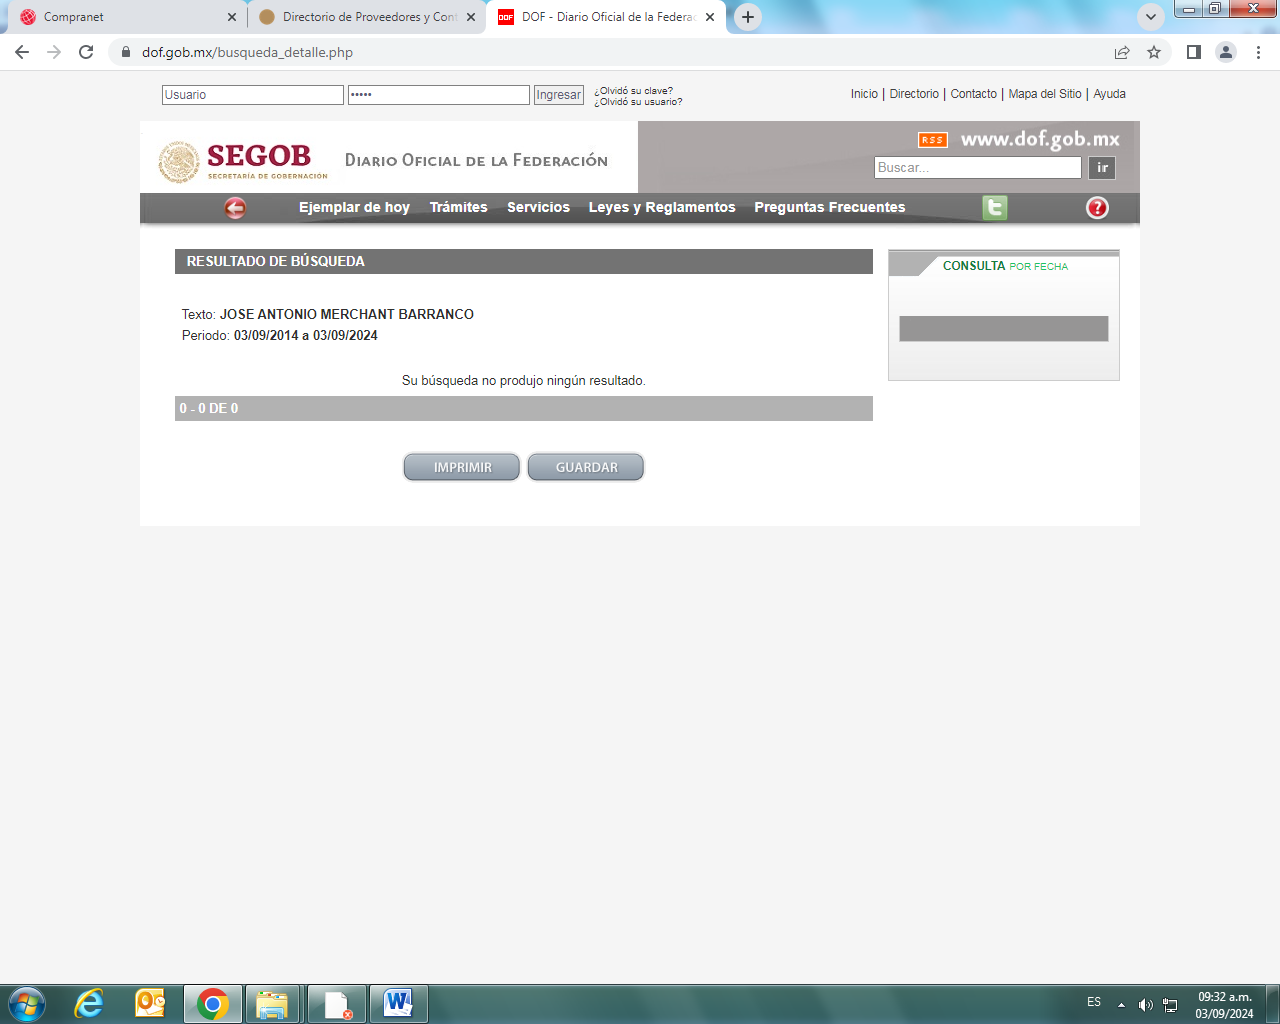 Compranet
Directorio de Proveedores y Cont
DOF - Diario Oficial de la Federac
dof.gob.mx/busqueda_detalle.php
Usuario
•••••
Ingresar
¿Olvidó su clave?
¿Olvidó su usuario?
Inicio | Directorio | Contacto | Mapa del Sitio | Ayuda
SEGOB
SECRETARÍA DE GOBERNACIÓN
DIARIO OFICIAL DE LA FEDERACIÓN
RSS
www.dof.gob.mx
Buscar...
ir
Ejemplar de hoy Trámites Servicios Leyes y Reglamentos Preguntas Frecuentes
RESULTADO DE BÚSQUEDA
CONSULTA POR FECHA
Texto: JOSE ANTONIO MERCHANT BARRANCO
Periodo: 03/09/2014 a 03/09/2024
Su búsqueda no produjo ningún resultado.
0 - 0 DE 0
IMPRIMIR
GUARDAR
ES
09:32 a.m.
03/09/2024